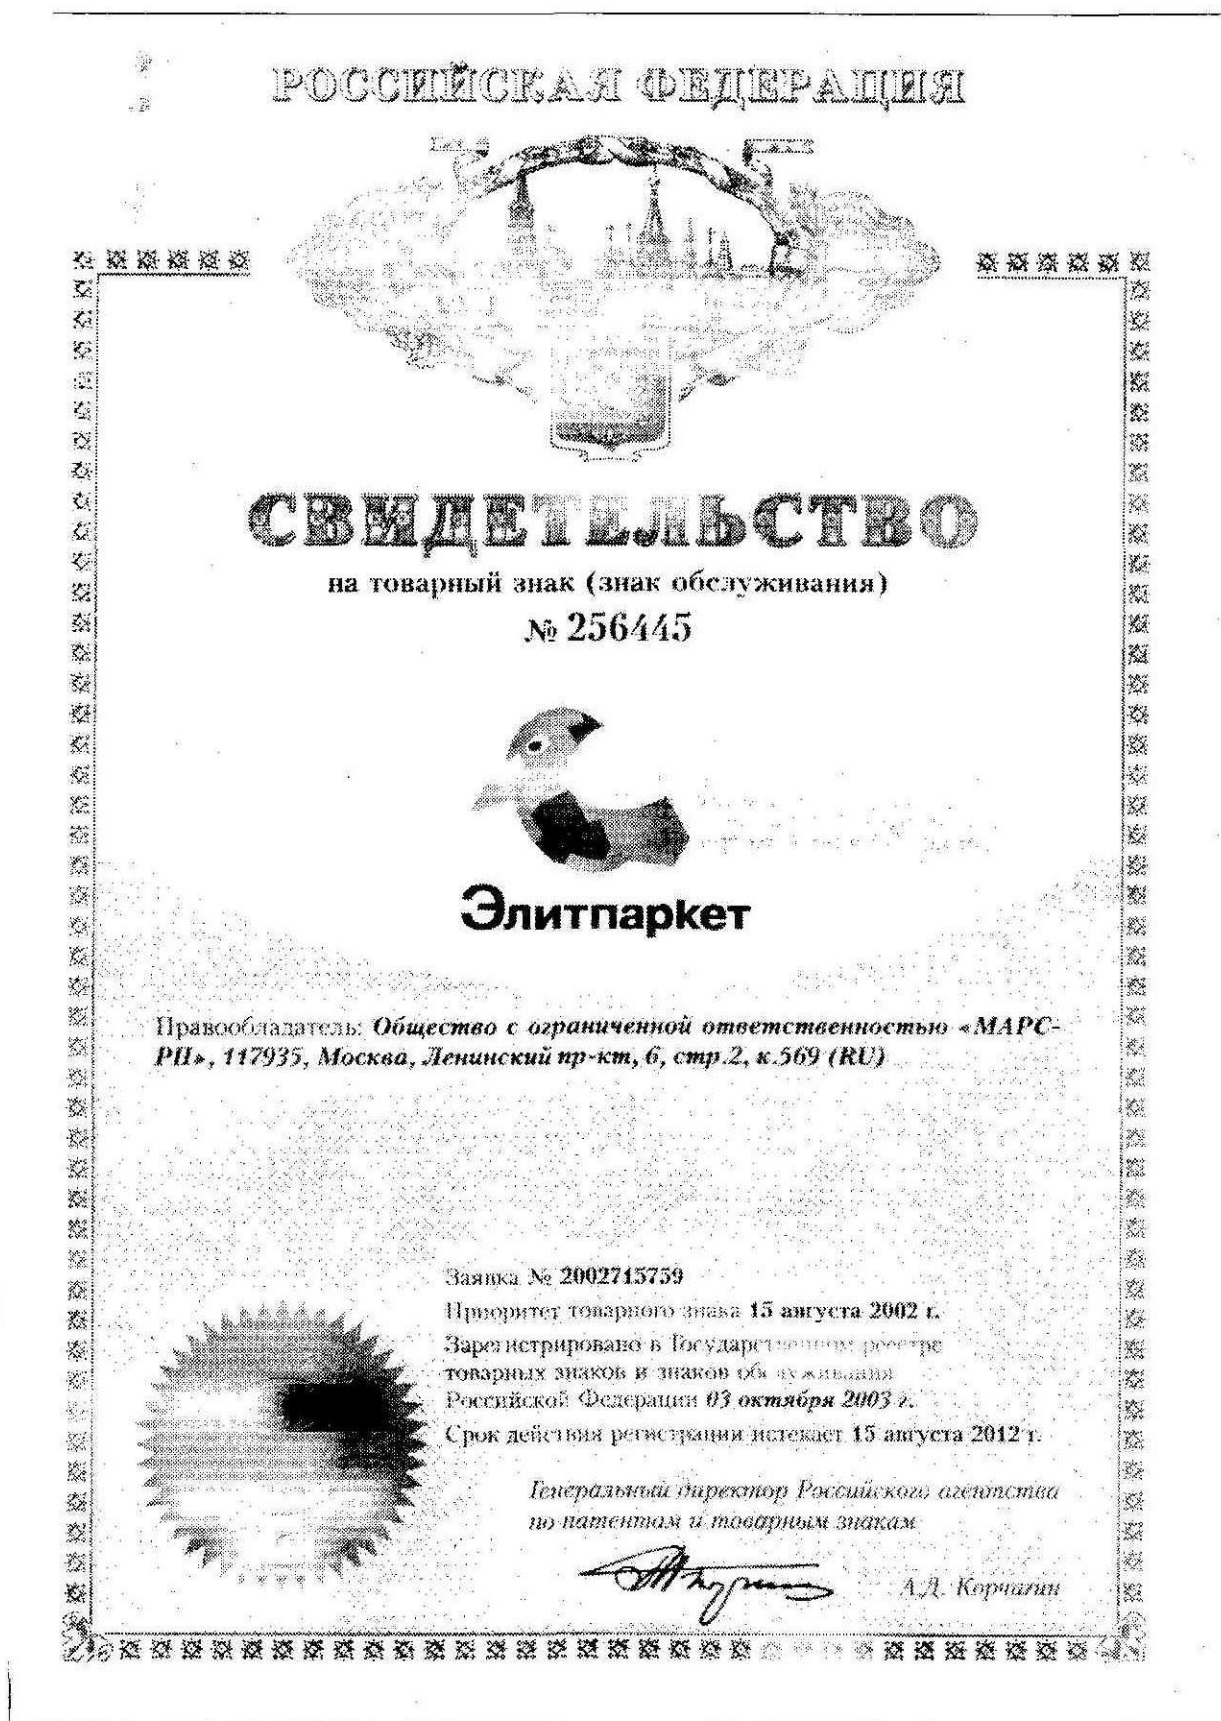 РОССИЙСКАЯ ФЕДЕРАЦИЯ
СВИДЕТЕЛЬСТВО
на товарный знак (знак обслуживания)
№ 256445
Элитпаркет
Правообладатель: Общество с ограниченной ответственностью «МАРС-
РП», 117935, Москва, Ленинский пр-кт, 6, стр.2, к.569 (RU)
Заявка № 2002715759
Приоритет товарного знака 15 августа 2002 г.
Зарегистрировано в Государственном реестре
товарных знаков и знаков обслуживания
Российской Федерации 03 октября 2003 г.
Срок действия регистрации истекает 15 августа 2012 г.
Генеральный директор Российского агентства
по патентам и товарным знакам
А.Д. Корчагин